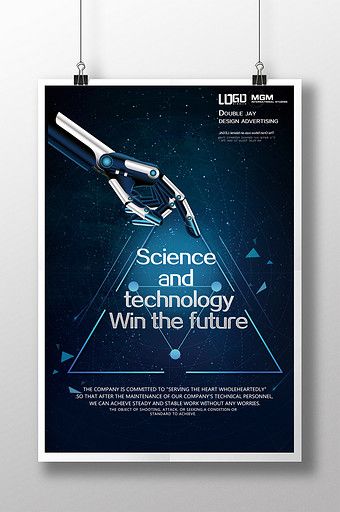 LOGO MGM
INTERNATIONAL STUDIES
DOUBLE JAY
DESIGN ADVERTISING
Science
and
technology
Win the future
THE COMPANY IS COMMITTED TO "SERVING THE HEART WHOLEHEARTEDLY"
SO THAT AFTER THE MAINTENANCE OF OUR COMPANY'S TECHNICAL PERSONNEL,
WE CAN ACHIEVE STEADY AND STABLE WORK WITHOUT ANY WORRIES.
THE OBJECT OF SHOOTING, ATTACK, OR SEEKING A CONDITION OR
STANDARD TO ACHIEVE